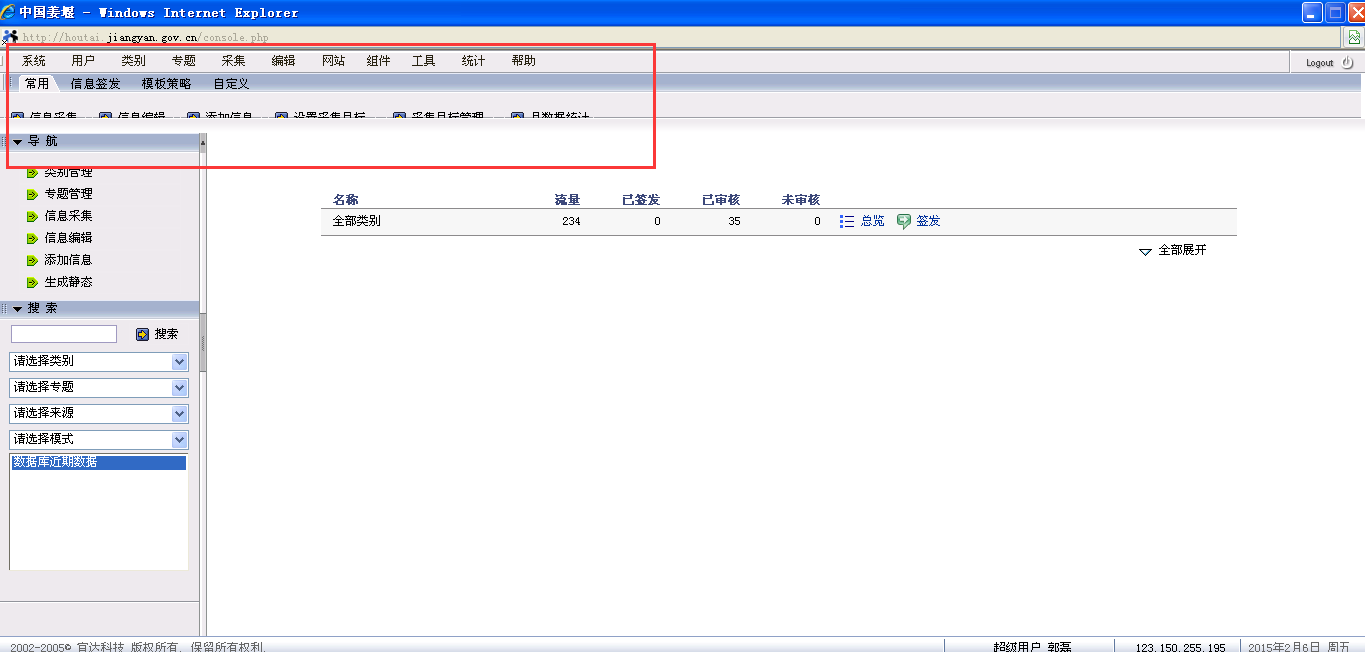 中国姜堰 - Windows Internet Explorer
http://houtai.jiangyan.gov.cn/console.php
系统 用户 类别 专题 采集 编辑 网站 组件 工具 统计 帮助 Logout
常用 信息签发 模板策略 自定义
信息采集 信息编辑 添加信息 设置采集目标 采集目标管理 日数据统计
导 航
类别管理
专题管理
信息采集
信息编辑
添加信息
生成静态
搜 索
搜索
请选择类别
请选择专题
请选择来源
请选择模式
数据库近期数据
名称 流量 已签发 已审核 未审核
全部类别 234 0 35 0 总览 签发
全部展开
2002-2005© 宜达科技 版权所有. 保留所有权利. 超级用户 郭磊 123.150.255.195 2015年2月6日 周五